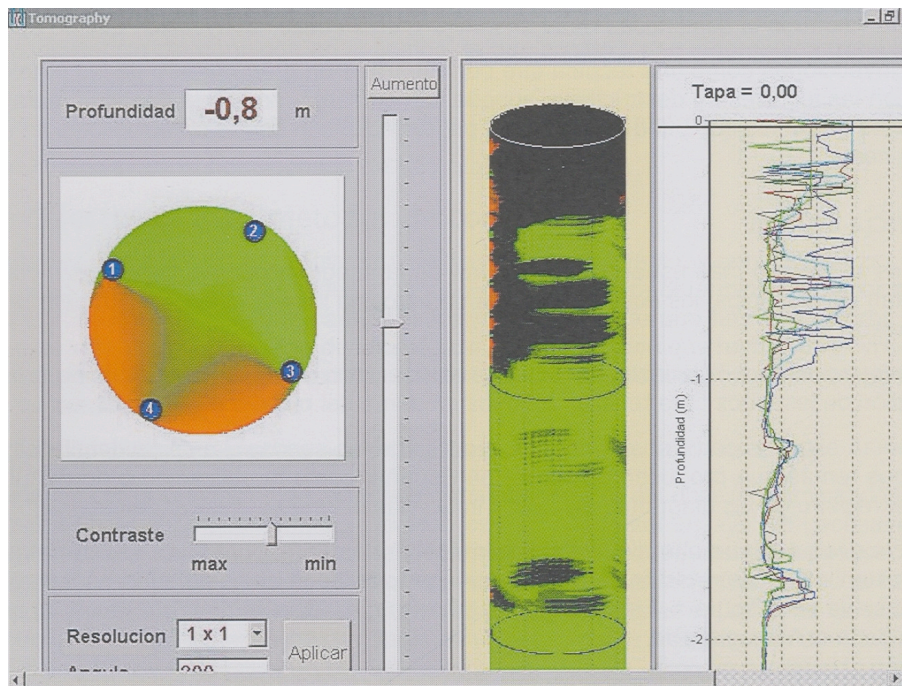 Tomography
Profundidad -0,8 m
1
2
3
4
Contraste
max min
Resolucion 1 x 1
Aplicar
Aumento
Tapa = 0,00
0
-1
-2
Profundidad (m)